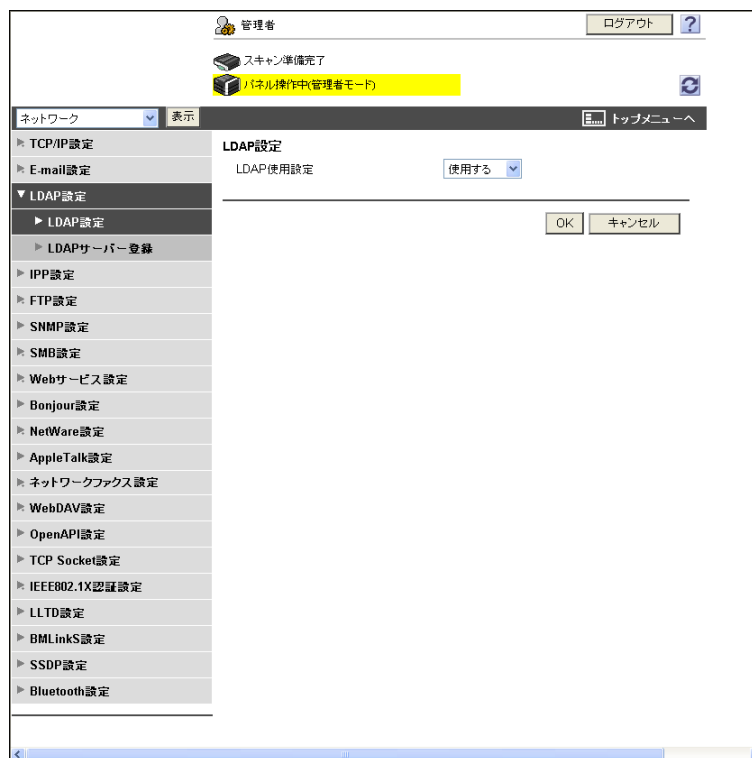 管理者
ログアウト
?
スキャン準備完了
パネル操作中(管理者モード)
ネットワーク
表示
トップメニューへ
TCP/IP設定
E-mail設定
LDAP設定
LDAP設定
LDAPサーバー登録
IPP設定
FTP設定
SNMP設定
SMB設定
Webサービス設定
Bonjour設定
NetWare設定
AppleTalk設定
ネットワークファクス設定
WebDAV設定
OpenAPI設定
TCP Socket設定
IEEE802.1X認証設定
LLTD設定
BMLinkS設定
SSDP設定
Bluetooth設定
LDAP設定
LDAP使用設定 使用する
OK キャンセル